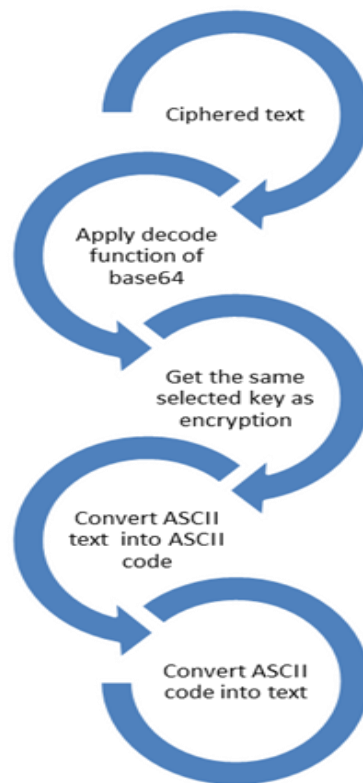 Ciphered text
Apply decode
function of
base64
Get the same
selected key as
encryption
Convert ASCII
text into ASCII
code
Convert ASCII
code into text